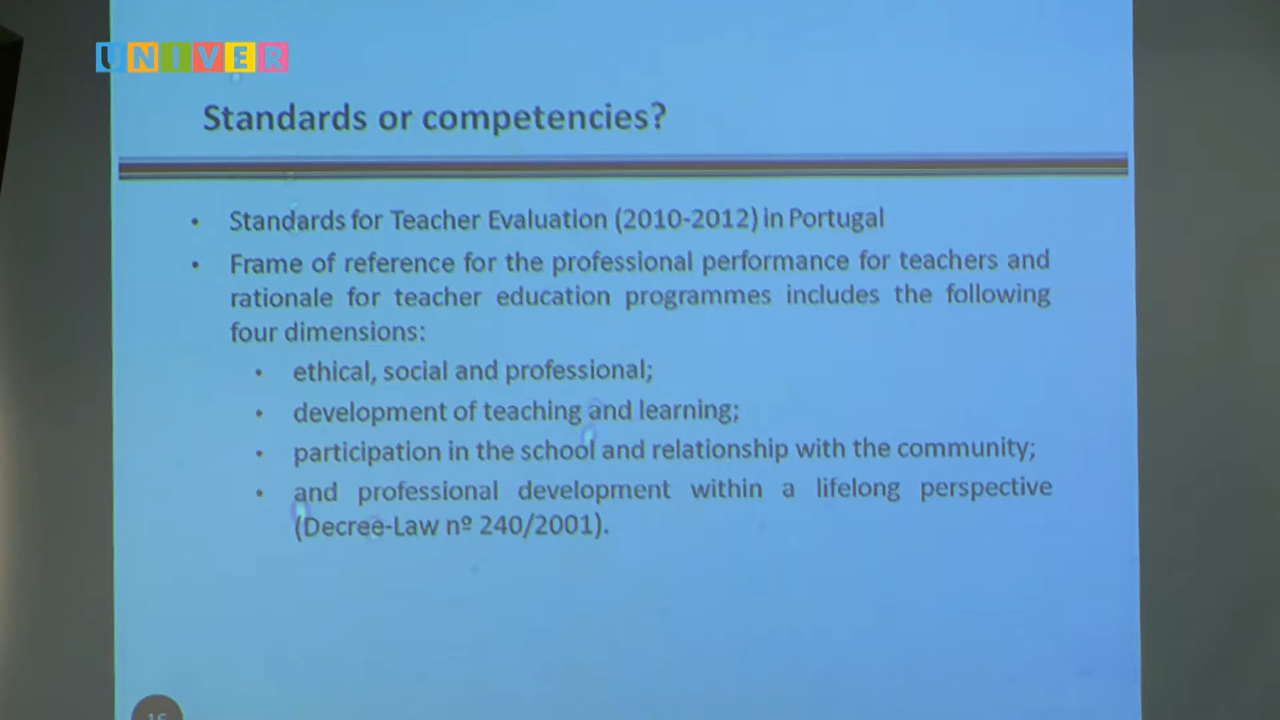 UNIVER
Standards or competencies?
• Standards for Teacher Evaluation (2010-2012) in Portugal
• Frame of reference for the professional performance for teachers and
rationale for teacher education programmes includes the following
four dimensions:
• ethical, social and professional;
• development of teaching and learning;
• participation in the school and relationship with the community;
• and professional development within a lifelong perspective
(Decree-Law nº 240/2001).
16